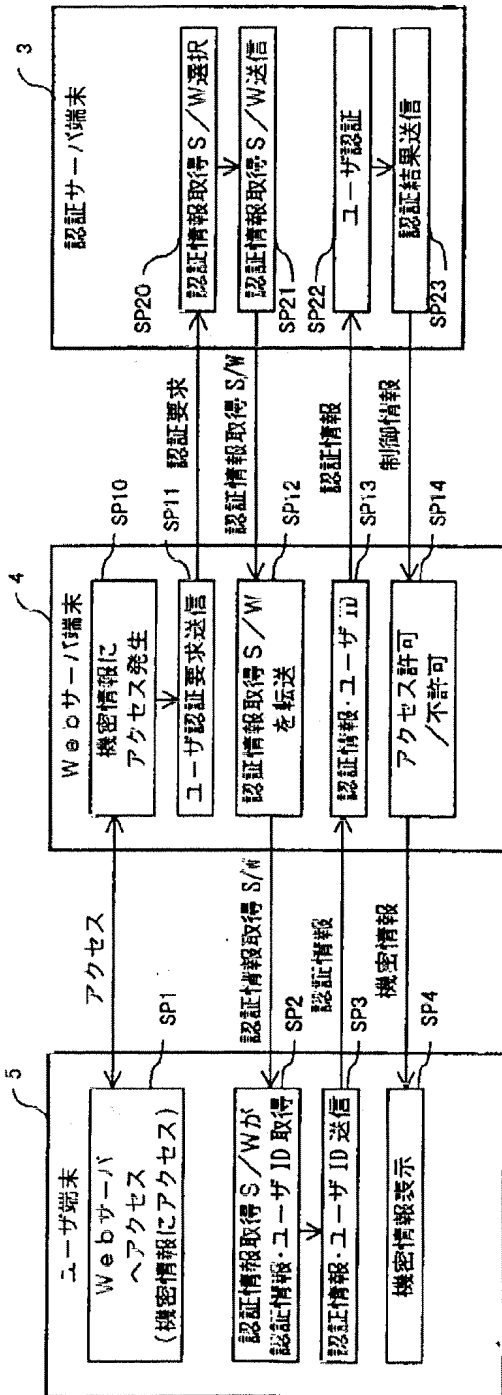 5
ユーザ端末
Webサーバ
へアクセス
(機密情報にアクセス)
SP1
認証情報取得S/Wが
認証情報・ユーザID取得
SP2
認証情報・ユーザID送信
SP3
機密情報表示
SP4
アクセス
認証情報取得S/W
認証情報
機密情報
4
Webサーバ端末
機密情報に
アクセス発生
SP10
ユーザ認証要求送信
SP11
認証情報取得S/W
を転送
SP12
認証情報・ユーザID
SP13
アクセス許可
/不許可
SP14
認証要求
認証情報取得S/W
認証情報
制御情報
3
認証サーバ端末
SP20
認証情報取得S/W選択
SP21
認証情報取得S/W送信
SP22
ユーザ認証
認証結果送信
SP23